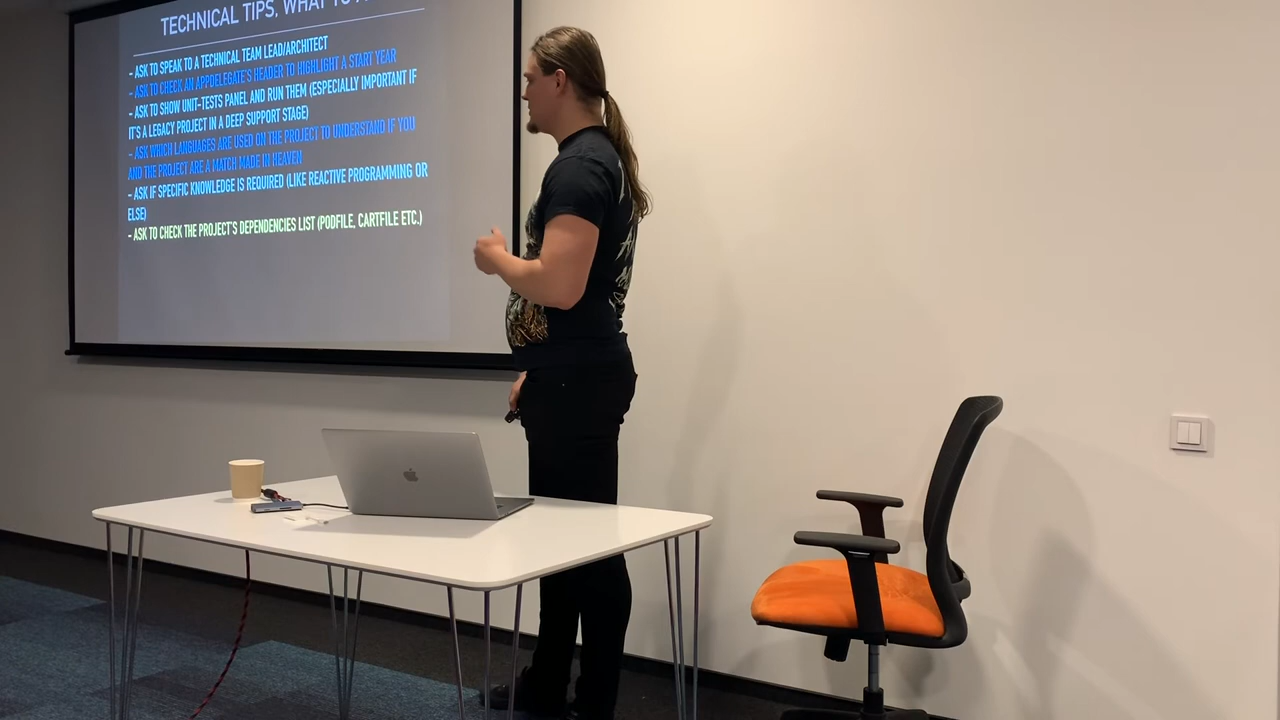 TECHNICAL TIPS, WHAT TO
- ASK TO SPEAK TO A TECHNICAL TEAM LEAD/ARCHITECT
- ASK TO CHECK AN APPDELEGATE'S HEADER TO HIGHLIGHT A START YEAR
- ASK TO SHOW UNIT-TESTS PANEL AND RUN THEM (ESPECIALLY IMPORTANT IF
IT'S A LEGACY PROJECT IN A DEEP SUPPORT STAGE)
- ASK WHICH LANGUAGES ARE USED ON THE PROJECT TO UNDERSTAND IF YOU
AND THE PROJECT ARE A MATCH MADE IN HEAVEN
- ASK IF SPECIFIC KNOWLEDGE IS REQUIRED (LIKE REACTIVE PROGRAMMING OR
ELSE)
- ASK TO CHECK THE PROJECT'S DEPENDENCIES LIST (PODFILE, CARTFILE ETC.)